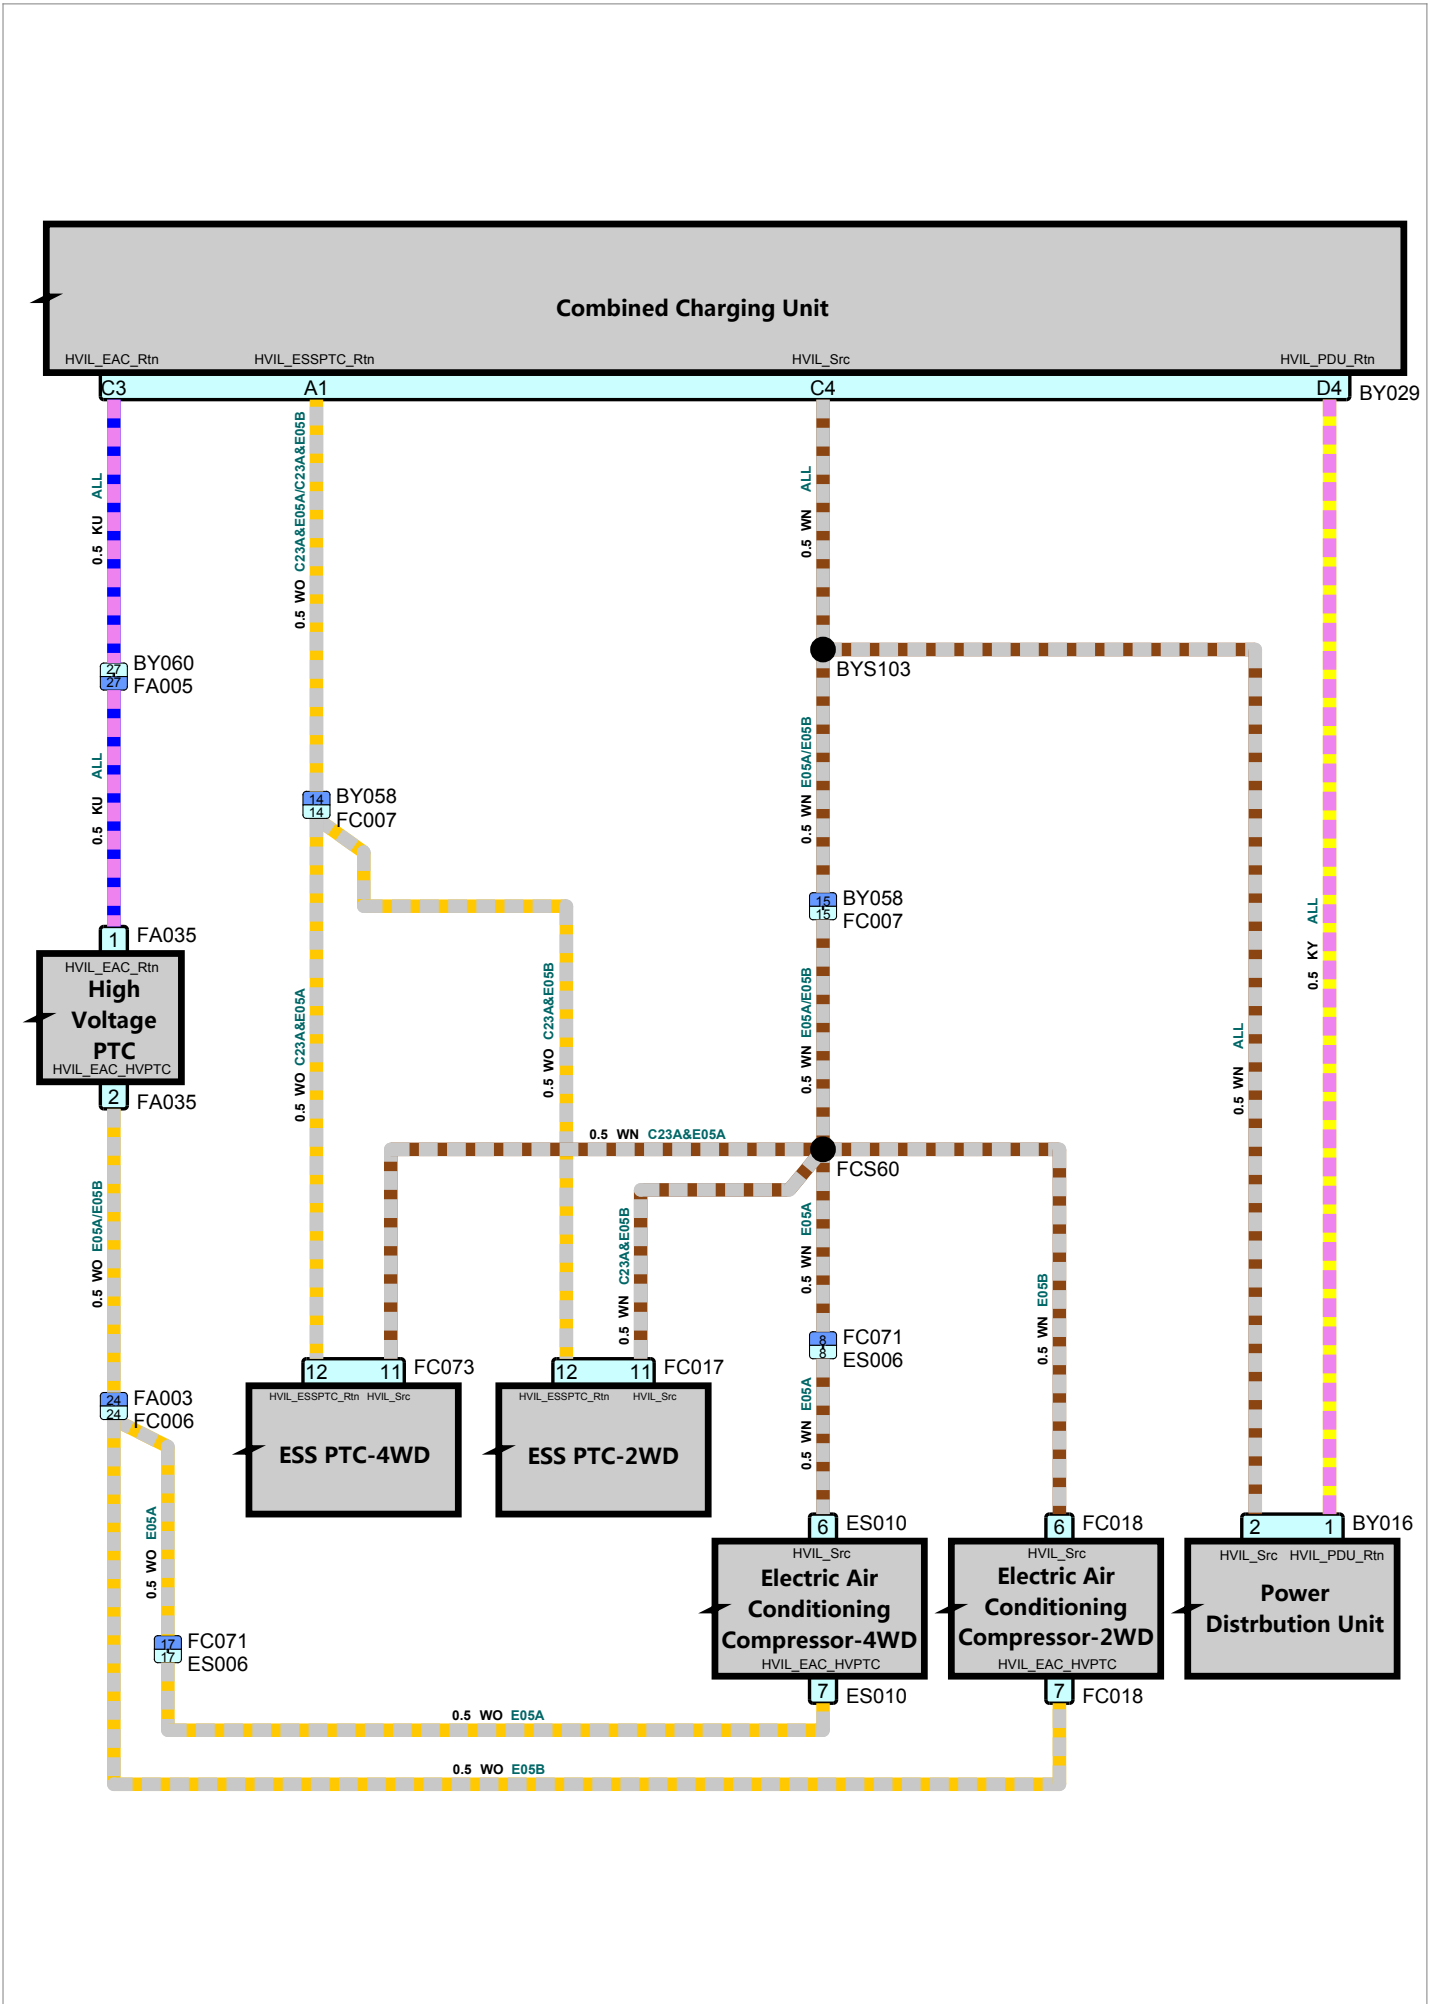 Combined Charging Unit
HVIL_EAC_Rtn
HVIL_ESSPTC_Rtn
HVIL_Src
HVIL_PDU_Rtn
C3
A1
C4
D4
BY029
0.5 KU ALL
0.5 WO C23A&E05A/C23A&E05B
0.5 WN ALL
BYS103
27
27
BY060
FA005
0.5 KU ALL
0.5 WN E05A/E05B
14
14
BY058
FC007
15
15
BY058
FC007
0.5 KY ALL
1
FA035
HVIL_EAC_Rtn
High
Voltage
PTC
HVIL_EAC_HVPTC
2
FA035
0.5 WO C23A&E05A
0.5 WO C23A&E05B
0.5 WN E05A/E05B
0.5 WN ALL
0.5 WN C23A&E05A
FCS60
0.5 WO E05A/E05B
0.5 WN C23A&E05B
0.5 WN E05A
0.5 WN E05B
8
8
FC071
ES006
12
11
FC073
12
11
FC017
HVIL_ESSPTC_Rtn
HVIL_Src
ESS PTC-4WD
HVIL_ESSPTC_Rtn
HVIL_Src
ESS PTC-2WD
24
24
FA003
FC006
0.5 WN E05A
0.5 WO E05A
6
ES010
6
FC018
2
1
BY016
HVIL_Src
Electric Air
Conditioning
Compressor-4WD
HVIL_EAC_HVPTC
HVIL_Src
Electric Air
Conditioning
Compressor-2WD
HVIL_EAC_HVPTC
HVIL_Src
HVIL_PDU_Rtn
Power
Distrbution Unit
17
17
FC071
ES006
7
ES010
7
FC018
0.5 WO E05A
0.5 WO E05B